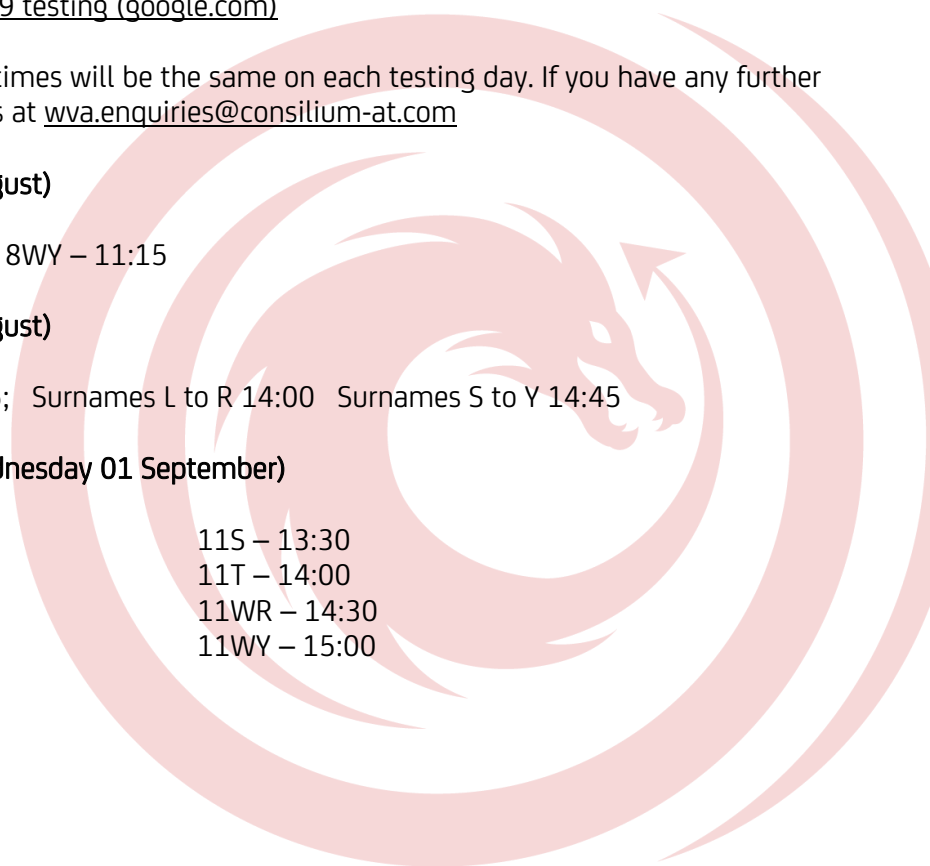 9 testing (google.com)
times will be the same on each testing day. If you have any further
s at wva.enquiries@consilium-at.com
gust)
8WY – 11:15
gust)
; Surnames L to R 14:00 Surnames S to Y 14:45
dnesday 01 September)
11S – 13:30
11T – 14:00
11WR – 14:30
11WY – 15:00